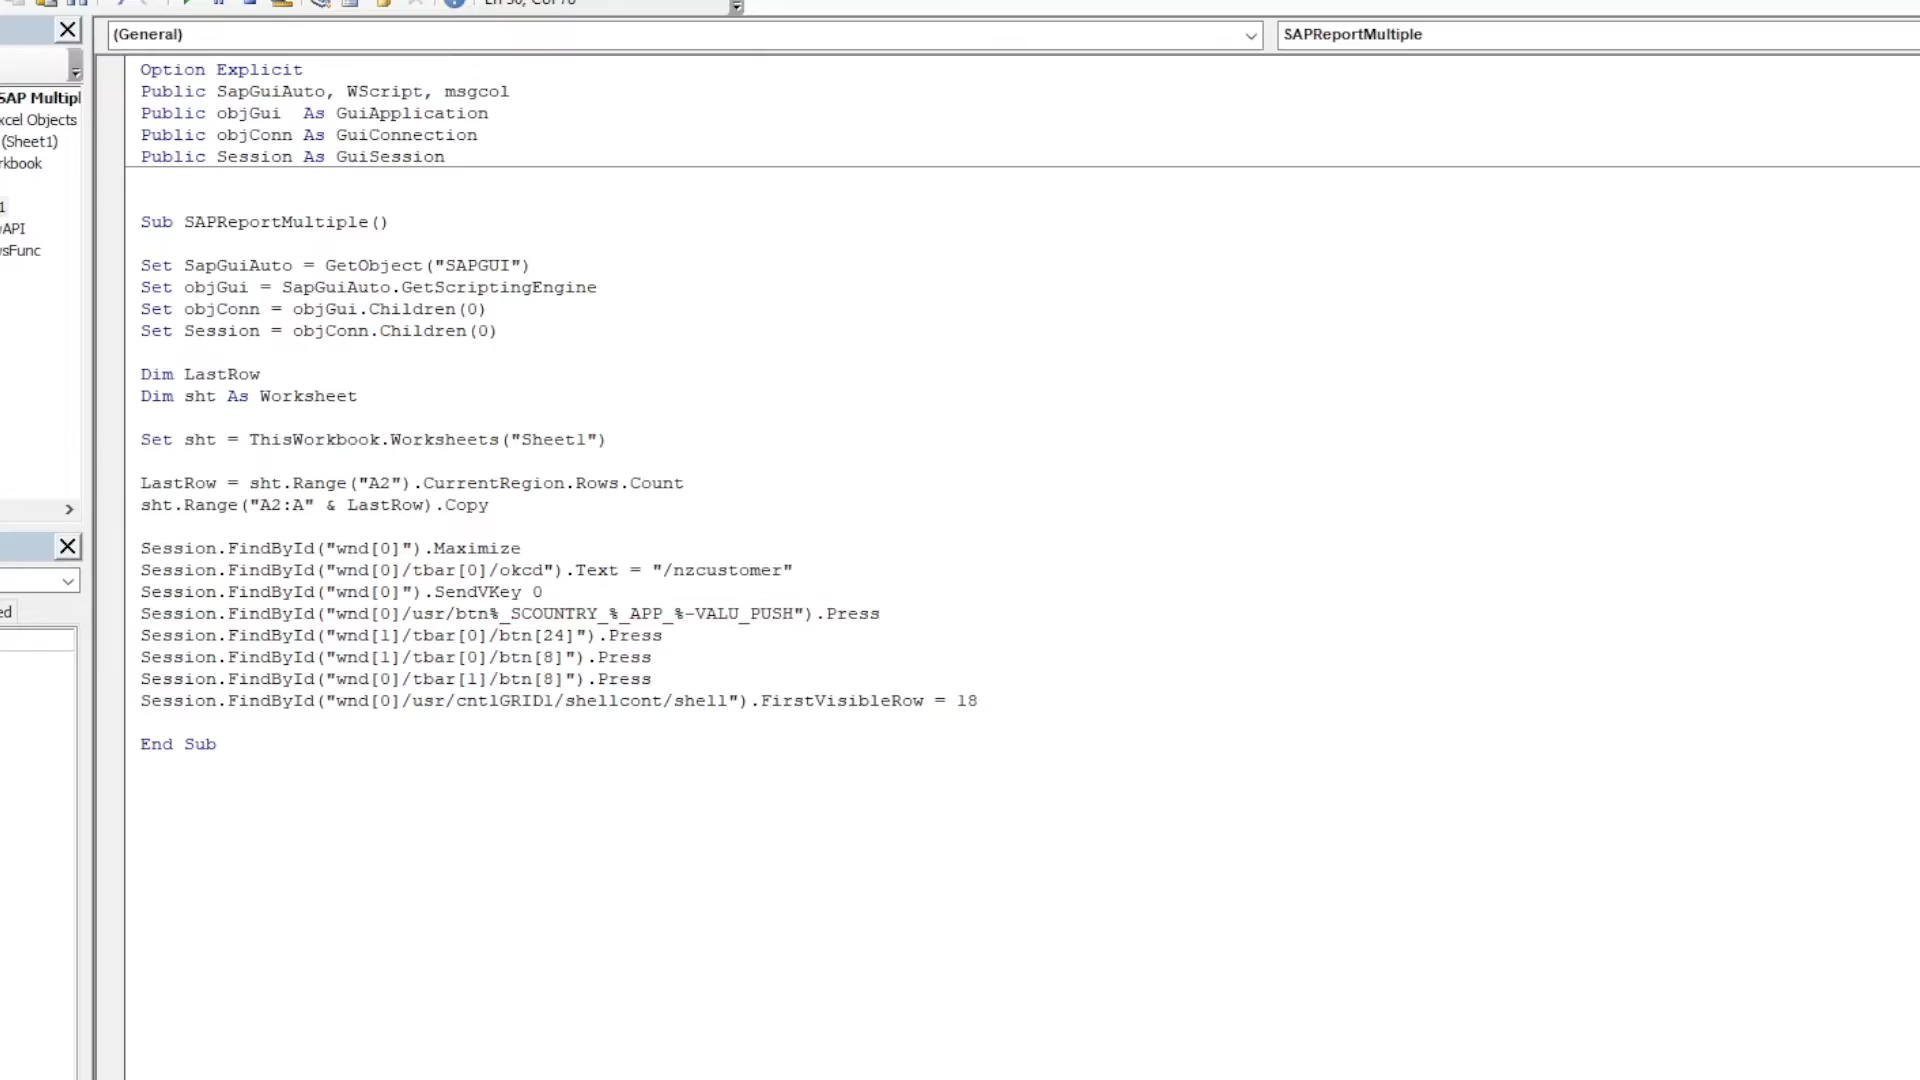 (General)
SAPReportMultiple
SAP Multipl
xcel Objects
(Sheet1)
rkbook
1
API
sFunc
ed
Option Explicit
Public SapGuiAuto, WScript, msgcol
Public objGui  As GuiApplication
Public objConn As GuiConnection
Public Session As GuiSession
Sub SAPReportMultiple()
Set SapGuiAuto = GetObject("SAPGUI")
Set objGui = SapGuiAuto.GetScriptingEngine
Set objConn = objGui.Children(0)
Set Session = objConn.Children(0)
Dim LastRow
Dim sht As Worksheet
Set sht = ThisWorkbook.Worksheets("Sheet1")
LastRow = sht.Range("A2").CurrentRegion.Rows.Count
sht.Range("A2:A" & LastRow).Copy
Session.FindById("wnd[0]").Maximize
Session.FindById("wnd[0]/tbar[0]/okcd").Text = "/nzcustomer"
Session.FindById("wnd[0]").SendVKey 0
Session.FindById("wnd[0]/usr/btn%_SCOUNTRY_%_APP_%-VALU_PUSH").Press
Session.FindById("wnd[1]/tbar[0]/btn[24]").Press
Session.FindById("wnd[1]/tbar[0]/btn[8]").Press
Session.FindById("wnd[0]/tbar[1]/btn[8]").Press
Session.FindById("wnd[0]/usr/cntlGRID1/shellcont/shell").FirstVisibleRow = 18
End Sub